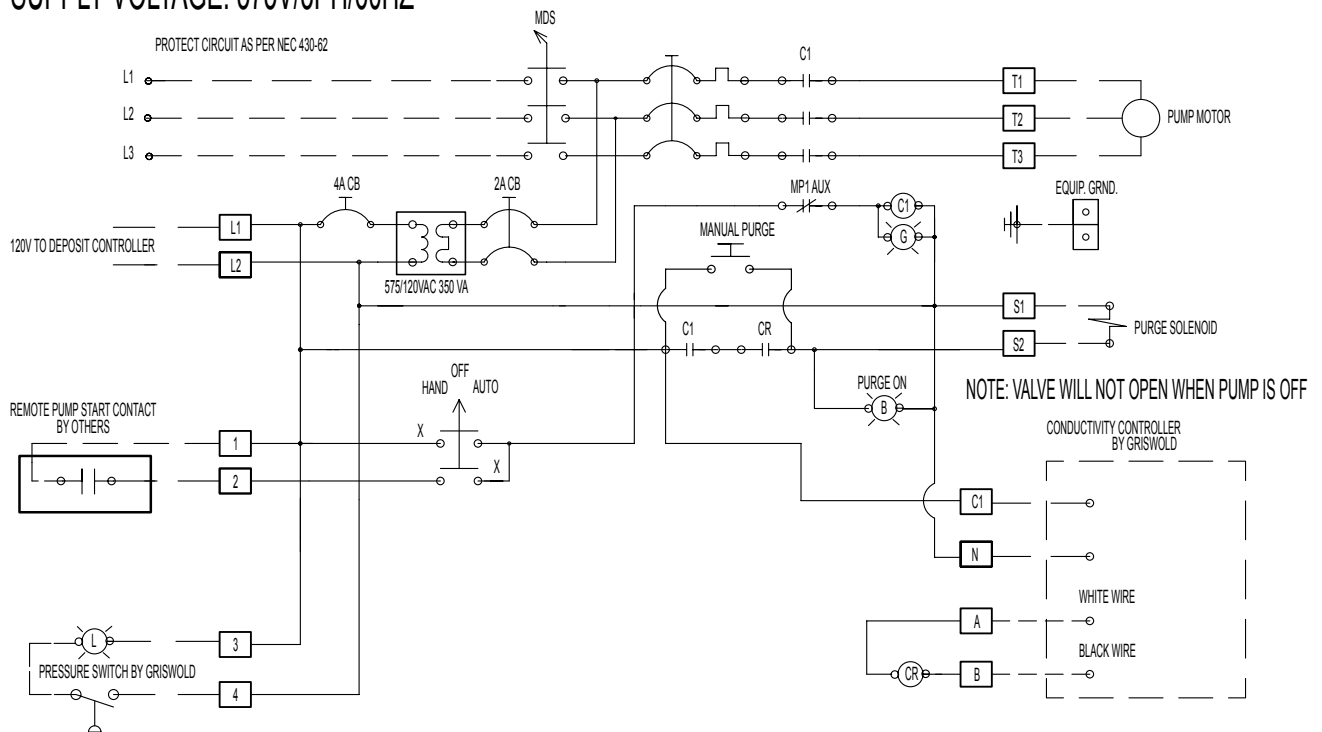 MDS
PROTECT CIRCUIT AS PER NEC 430-62
C1
L1
T1
L2
T2
PUMP MOTOR
L3
T3
4A CB
2A CB
MP1 AUX
EQUIP. GRND.
C1
L1
MANUAL PURGE
G
120V TO DEPOSIT CONTROLLER
L2
575/120VAC 350 VA
S1
PURGE SOLENOID
C1
CR
S2
OFF
HAND
AUTO
PURGE ON
B
NOTE: VALVE WILL NOT OPEN WHEN PUMP IS OFF
REMOTE PUMP START CONTACT
BY OTHERS
X
1
CONDUCTIVITY CONTROLLER
BY GRISWOLD
X
2
C1
N
WHITE WIRE
A
L
3
BLACK WIRE
PRESSURE SWITCH BY GRISWOLD
CR
B
4